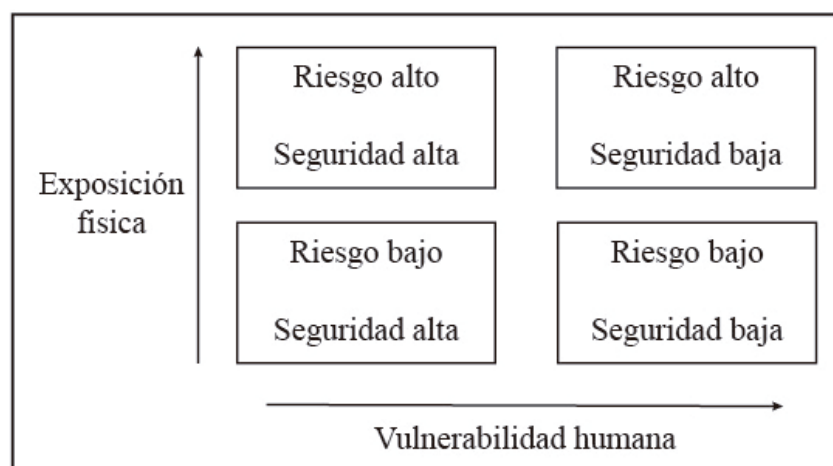 Riesgo alto
Seguridad alta
Riesgo alto
Seguridad baja
Exposición
fisica
Riesgo bajo
Seguridad alta
Riesgo bajo
Seguridad baja
Vulnerabilidad humana